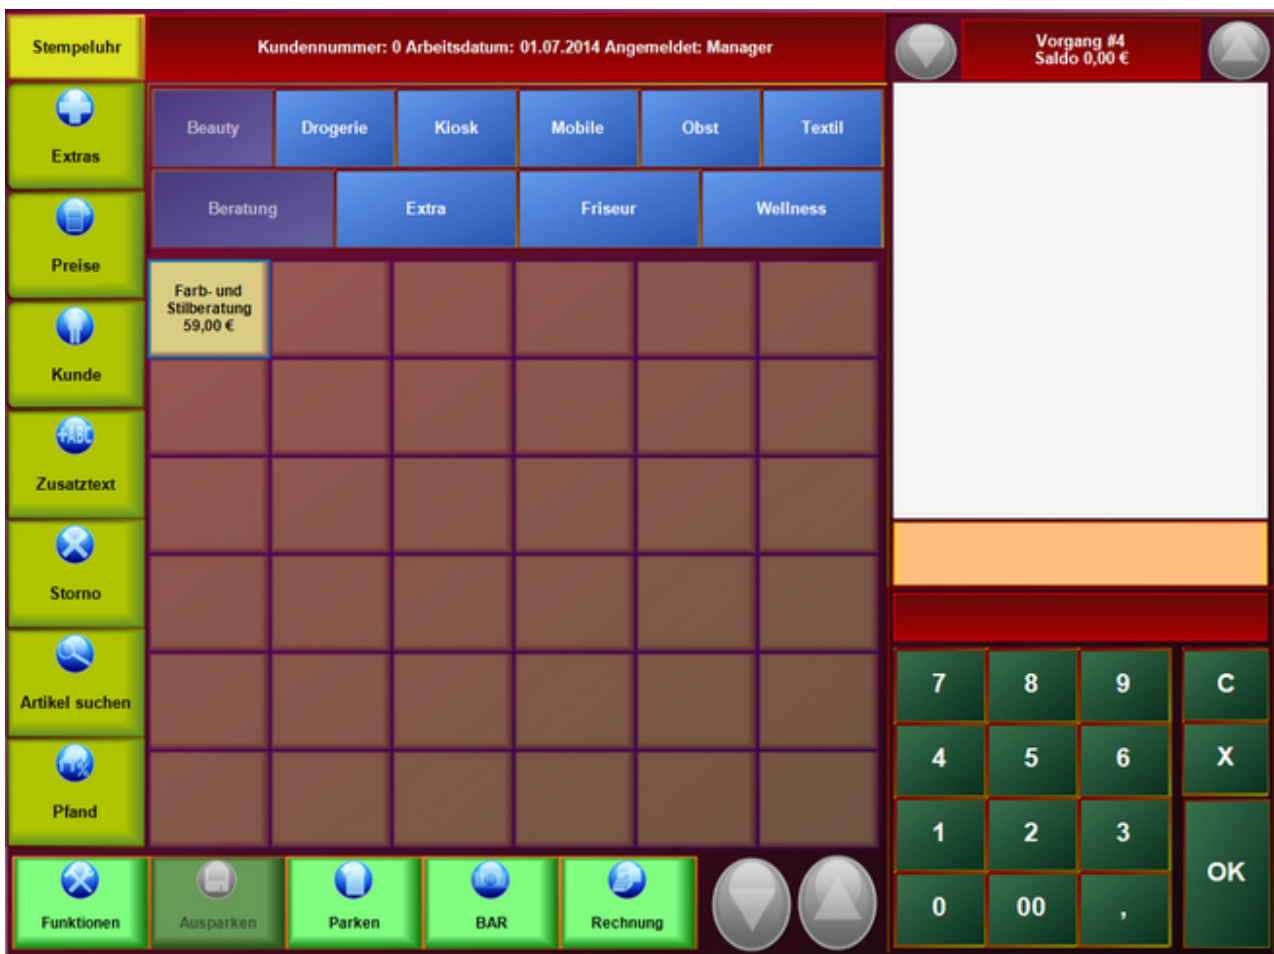 Stempeluhr
Kundennummer: 0 Arbeitsdatum: 01.07.2014 Angemeldet: Manager
Vorgang #4
Saldo 0,00 €
Extras
Preise
Kunde
+ABC
Zusatztext
Storno
Artikel suchen
Pfand
Beauty
Drogerie
Kiosk
Mobile
Obst
Textil
Beratung
Extra
Friseur
Wellness
Farb- und
Stilberatung
59,00 €
7
8
9
C
4
5
6
X
1
2
3
OK
0
00
,
Funktionen
Ausparken
Parken
BAR
Rechnung